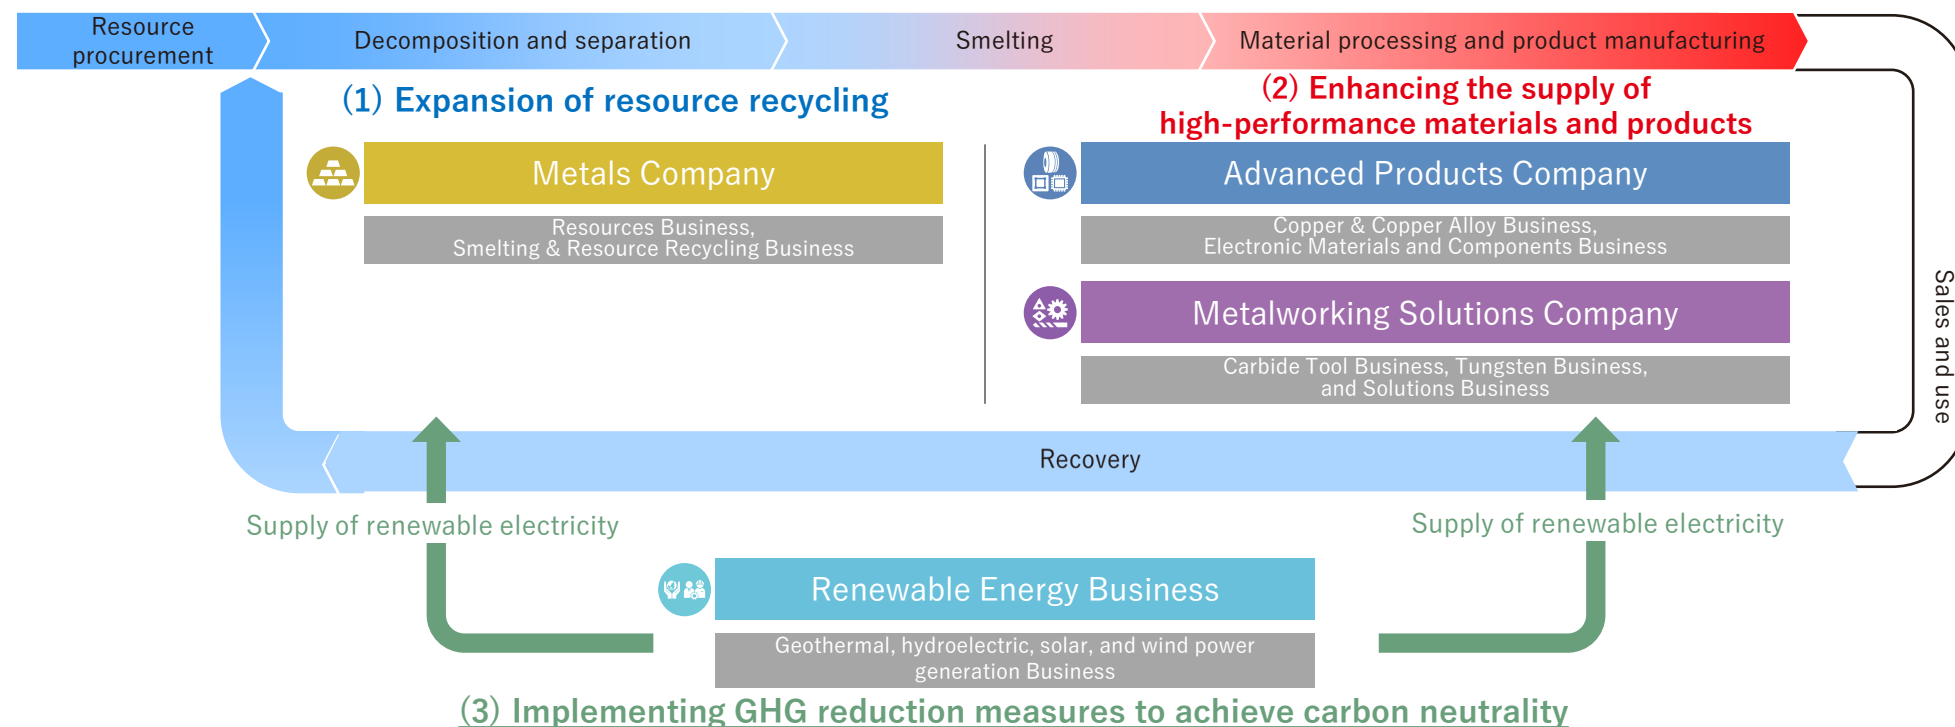 Resource
procurement
Decomposition and separation
Smelting
Material processing and product manufacturing
(1) Expansion of resource recycling
(2) Enhancing the supply of
high-performance materials and products
Metals Company
Resources Business,
Smelting & Resource Recycling Business
Advanced Products Company
Copper & Copper Alloy Business,
Electronic Materials and Components Business
Metalworking Solutions Company
Carbide Tool Business, Tungsten Business,
and Solutions Business
Sales and use
Recovery
Supply of renewable electricity
Supply of renewable electricity
Renewable Energy Business
Geothermal, hydroelectric, solar, and wind power
generation Business
(3) Implementing GHG reduction measures to achieve carbon neutrality